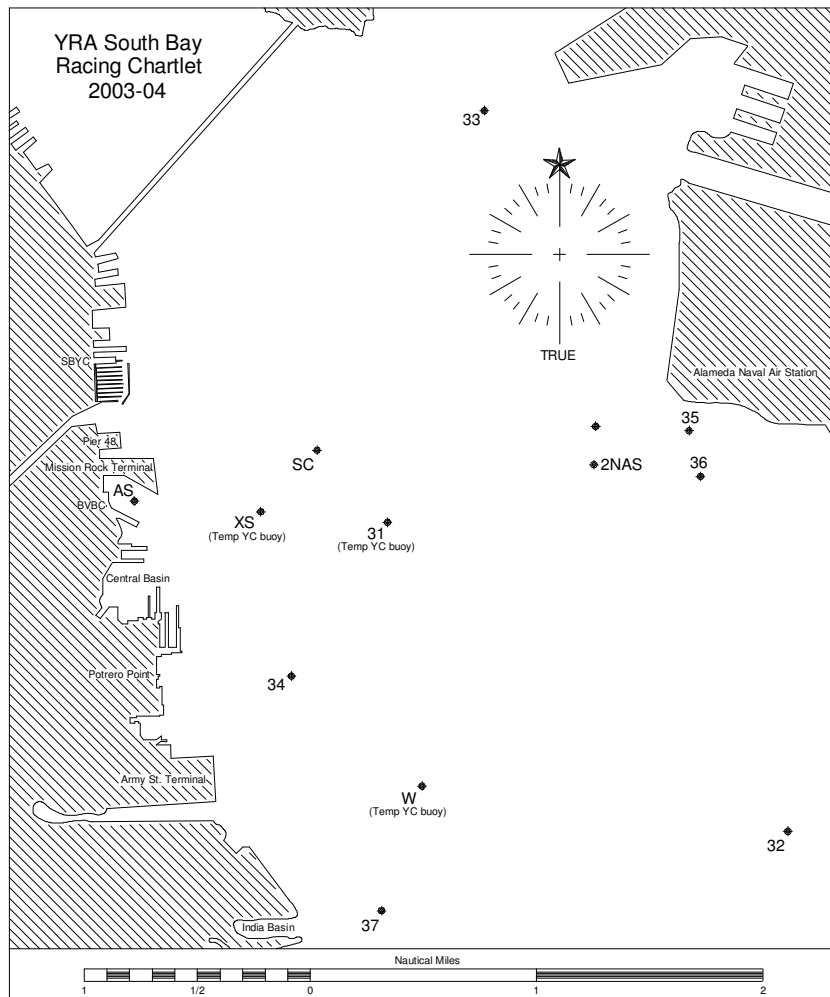 YRA South Bay
Racing Chartlet
2003-04
33
TRUE
SBYC
Alameda Naval Air Station
35
Pier 48
SC
2NAS
Mission Rock Terminal
36
AS
BVBC
XS
(Temp YC buoy)
31
(Temp YC buoy)
Central Basin
Potrero Point
34
Army St. Terminal
W
(Temp YC buoy)
32
37
India Basin
Nautical Miles
1 1/2 0 1 2